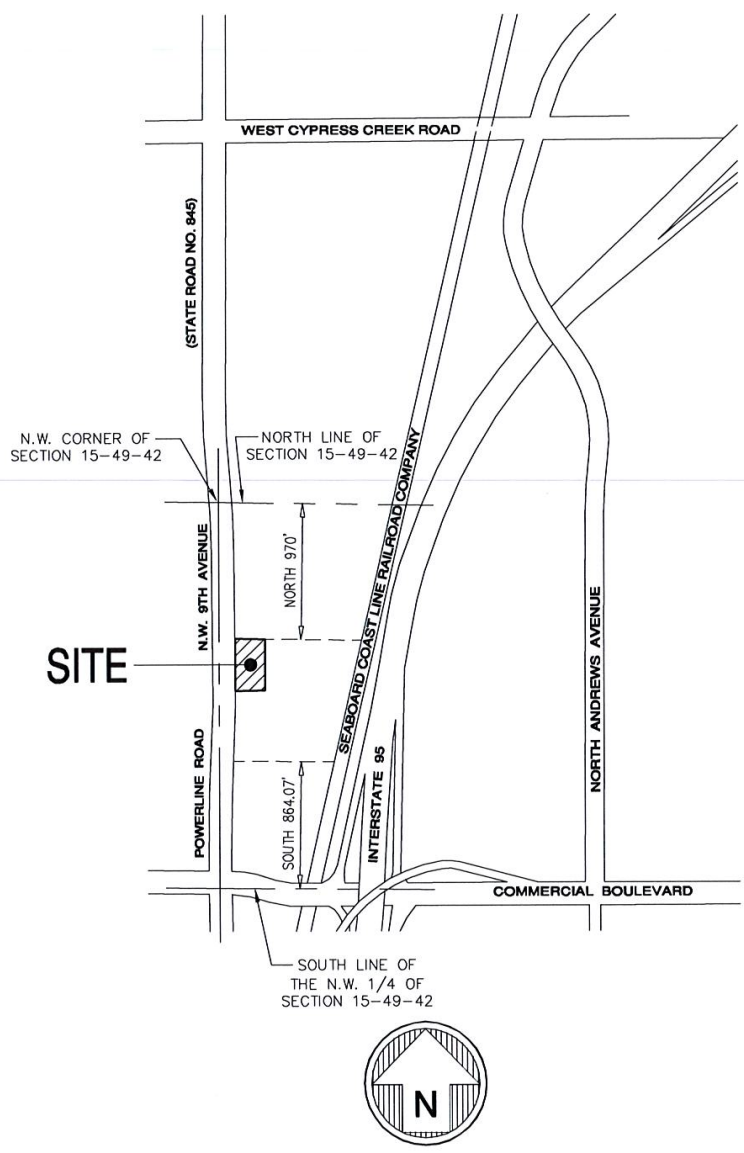 WEST CYPRESS CREEK ROAD
(STATE ROAD NO. 845)
N.W. CORNER OF
SECTION 15-49-42
NORTH LINE OF
SECTION 15-49-42
SEABOARD COAST LINE RAILROAD COMPANY
N.W. 9TH AVENUE
NORTH 970'
SITE
NORTH ANDREWS AVENUE
POWERLINE ROAD
SOUTH 864.07'
INTERSTATE 95
COMMERCIAL BOULEVARD
SOUTH LINE OF
THE N.W. 1/4 OF
SECTION 15-49-42
N